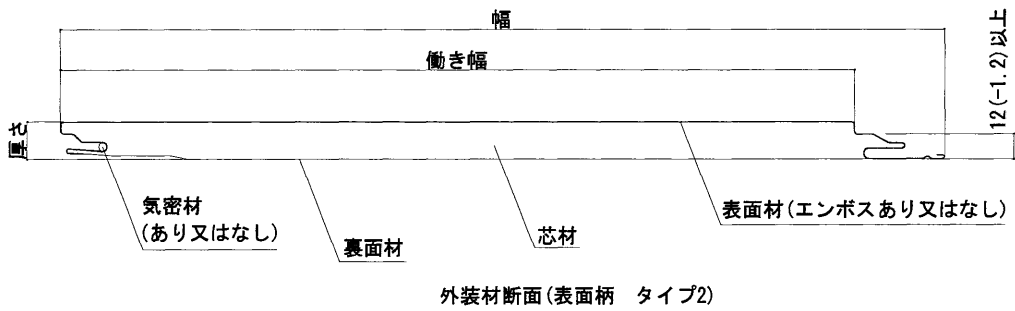 幅
働き幅
12(-1.2)以上
厚さ
気密材
(あり又はなし)
裏面材
芯材
表面材(エンボスあり又はなし)
外装材断面(表面柄 タイプ2)